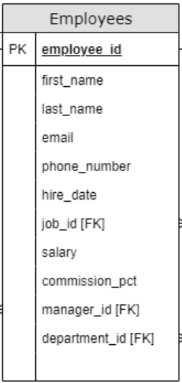 Employees
PK employee_id
first_name
last_name
email
phone_number
hire_date
job_id [FK]
salary
commission_pct
manager_id [FK]
department_id [FK]